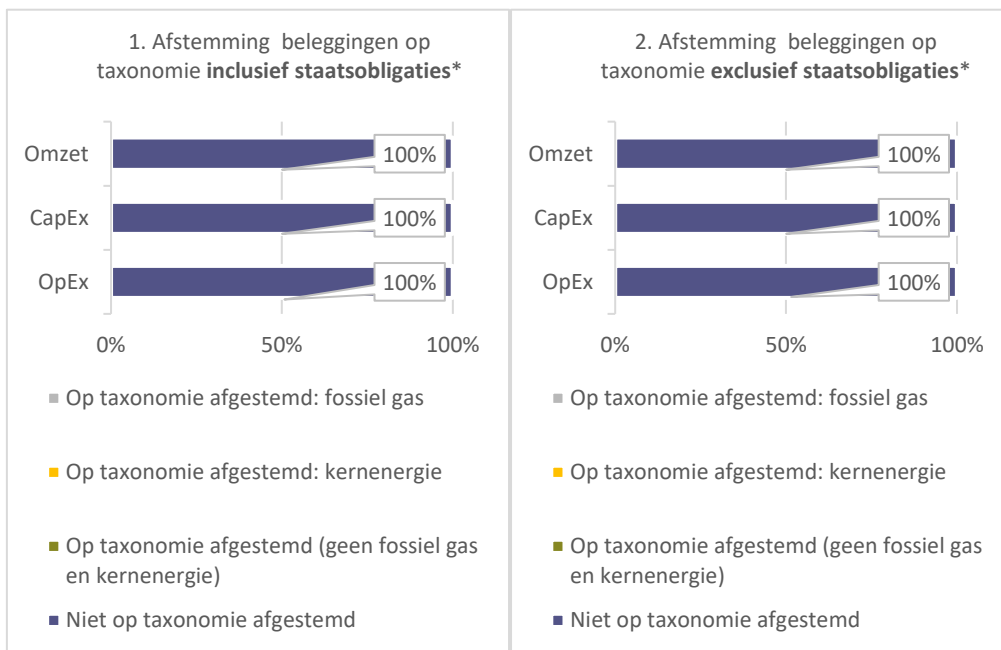 1. Afstemming beleggingen op
taxonomie inclusief staatsobligaties*
Omzet
100%
CapEx
100%
OpEx
100%
0%
50%
100%
Op taxonomie afgestemd: fossiel gas
Op taxonomie afgestemd: kernenergie
Op taxonomie afgestemd (geen fossiel gas
en kernenergie)
Niet op taxonomie afgestemd
2. Afstemming beleggingen op
taxonomie exclusief staatsobligaties*
Omzet
100%
CapEx
100%
OpEx
100%
0%
50%
100%
Op taxonomie afgestemd: fossiel gas
Op taxonomie afgestemd: kernenergie
Op taxonomie afgestemd (geen fossiel gas
en kernenergie)
Niet op taxonomie afgestemd